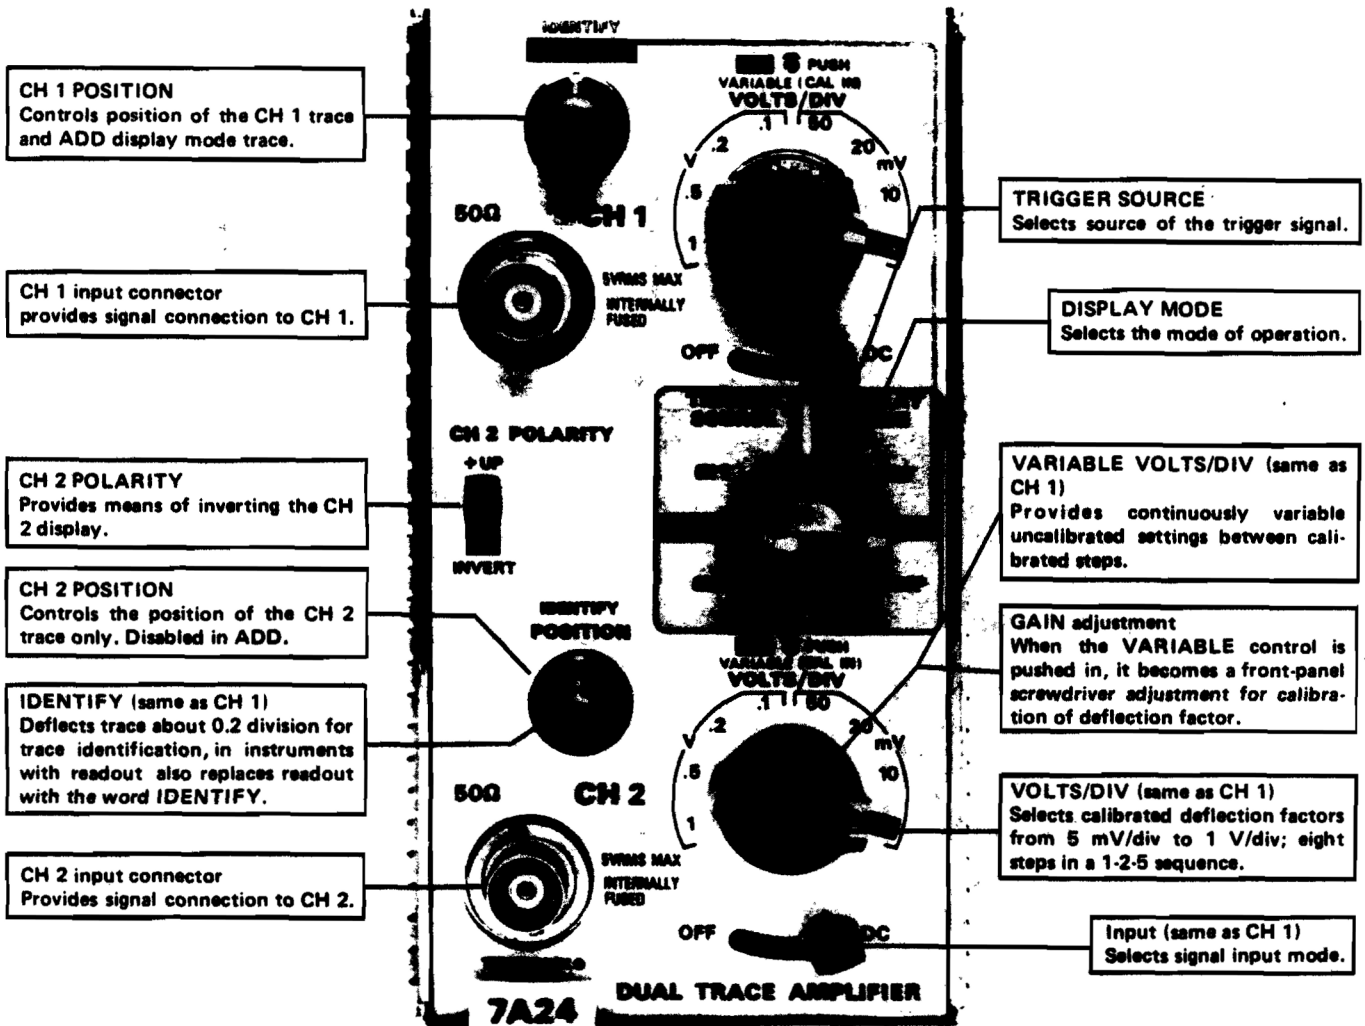 CH 1 POSITION
Controls position of the CH 1 trace
and ADD display mode trace.
CH 1 input connector
provides signal connection to CH 1.
CH 2 POLARITY
Provides means of inverting the CH
2 display.
CH 2 POSITION
Controls the position of the CH 2
trace only. Disabled in ADD.
IDENTIFY (same as CH 1)
Deflects trace about 0.2 division for
trace identification, in instruments
with readout also replaces readout
with the word IDENTIFY.
CH 2 input connector
Provides signal connection to CH 2.
IDENTIFY
PUSH
VARIABLE (CAL IN)
VOLTS/DIV
.1 50
.2 20
V mV
.5 10
1
50Ω
CH 1
5VRMS MAX
INTERNALLY
FUSED
OFF DC
CH 2 POLARITY
+UP
INVERT
IDENTIFY
POSITION
PUSH
VARIABLE (CAL IN)
VOLTS/DIV
.1 50
.2 20
V mV
.5 10
1
50Ω
CH 2
5VRMS MAX
INTERNALLY
FUSED
OFF DC
7A24
DUAL TRACE AMPLIFIER
TRIGGER SOURCE
Selects source of the trigger signal.
DISPLAY MODE
Selects the mode of operation.
VARIABLE VOLTS/DIV (same as
CH 1)
Provides continuously variable
uncalibrated settings between cali-
brated steps.
GAIN adjustment
When the VARIABLE control is
pushed in, it becomes a front-panel
screwdriver adjustment for calibra-
tion of deflection factor.
VOLTS/DIV (same as CH 1)
Selects calibrated deflection factors
from 5 mV/div to 1 V/div; eight
steps in a 1-2-5 sequence.
Input (same as CH 1)
Selects signal input mode.